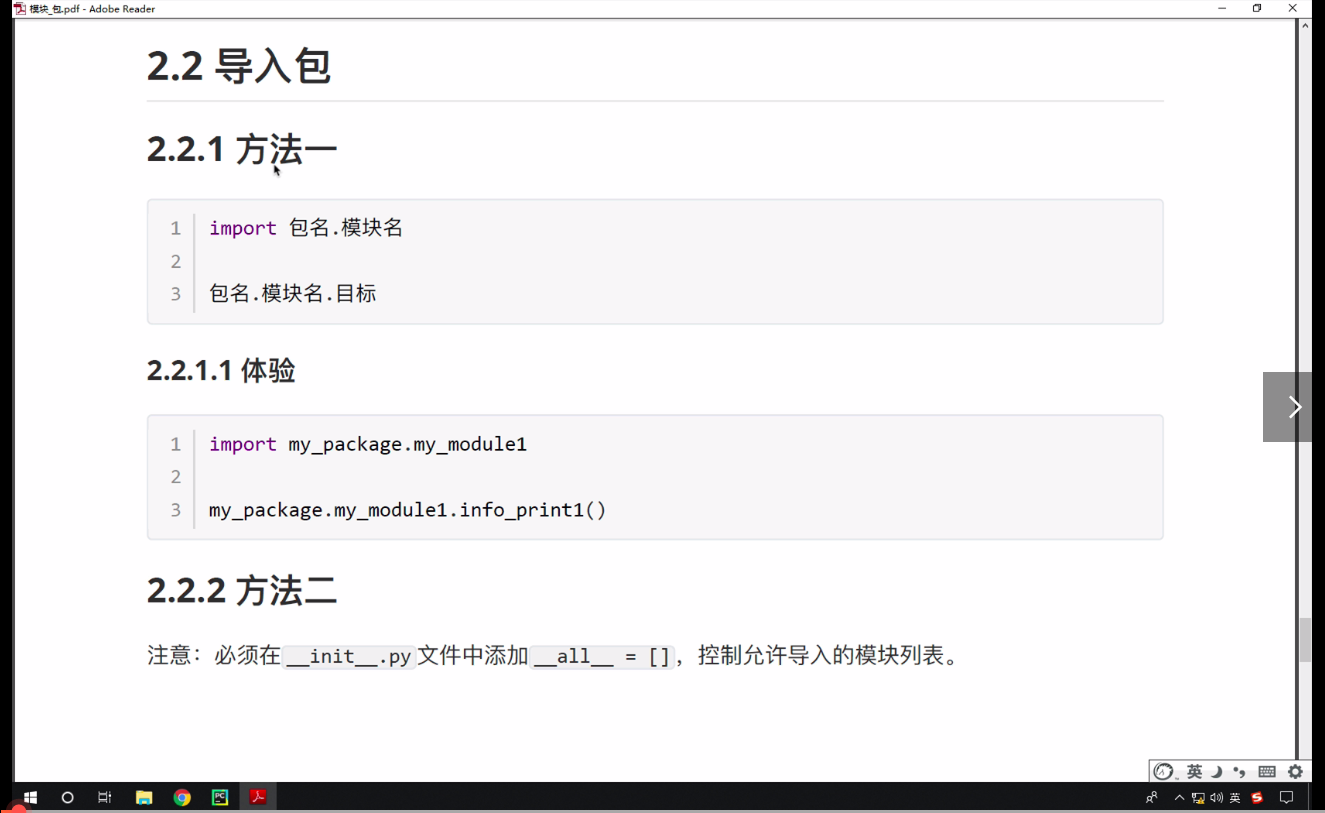 模块_包.pdf - Adobe Reader
2.2 导入包
2.2.1 方法一
1 import 包名.模块名
2
3 包名.模块名.目标
2.2.1.1 体验
1 import my_package.my_module1
2
3 my_package.my_module1.info_print1()
2.2.2 方法二
注意：必须在__init__.py文件中添加__all__ = []，控制允许导入的模块列表。
英
PC
英